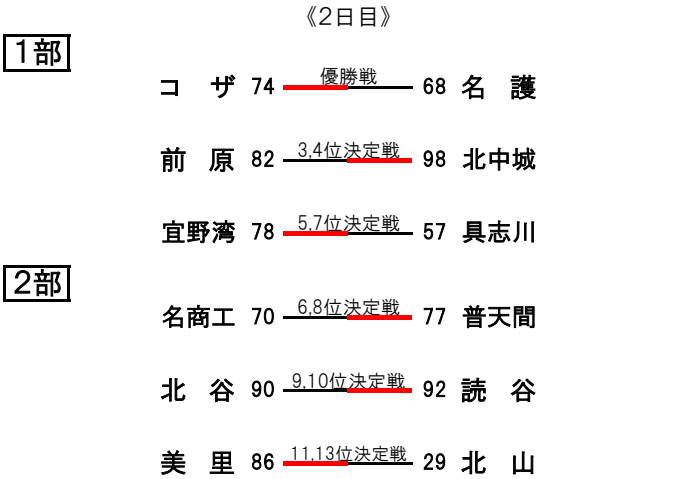 《2日目》
1部
優勝戦
コ ザ 74 68 名 護
3,4位決定戦
前 原 82 98 北中城
5,7位決定戦
宜野湾 78 57 具志川
2部
6,8位決定戦
名商工 70 77 普天間
9,10位決定戦
北 谷 90 92 読 谷
11,13位決定戦
美 里 86 29 北 山